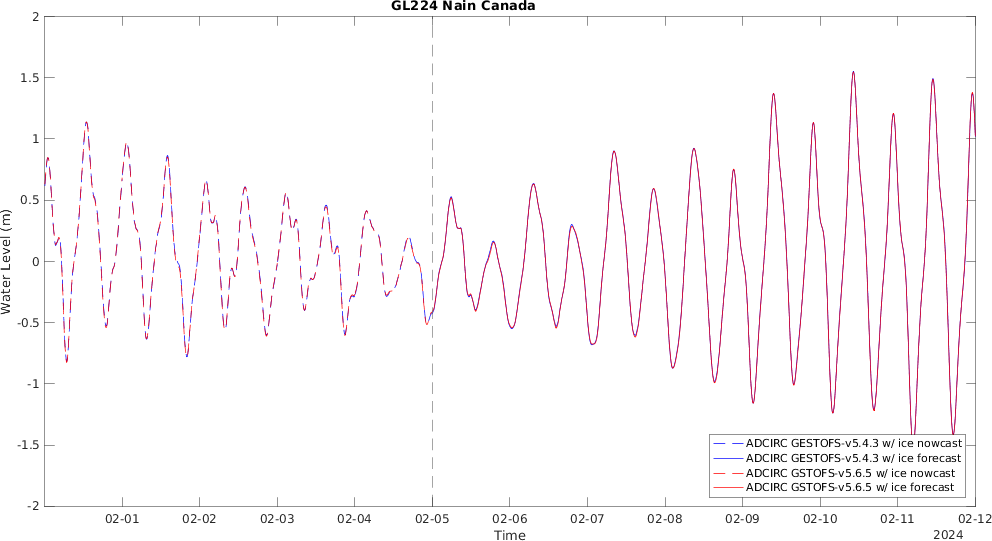 GL224 Nain Canada
Water Level (m)
2
1.5
1
0.5
0
-0.5
-1
-1.5
-2
ADCIRC GESTOFS-v5.4.3 w/ ice nowcast
ADCIRC GESTOFS-v5.4.3 w/ ice forecast
ADCIRC GSTOFS-v5.6.5 w/ ice nowcast
ADCIRC GSTOFS-v5.6.5 w/ ice forecast
02-01 02-02 02-03 02-04 02-05 02-06 02-07 02-08 02-09 02-10 02-11 02-12
Time
2024